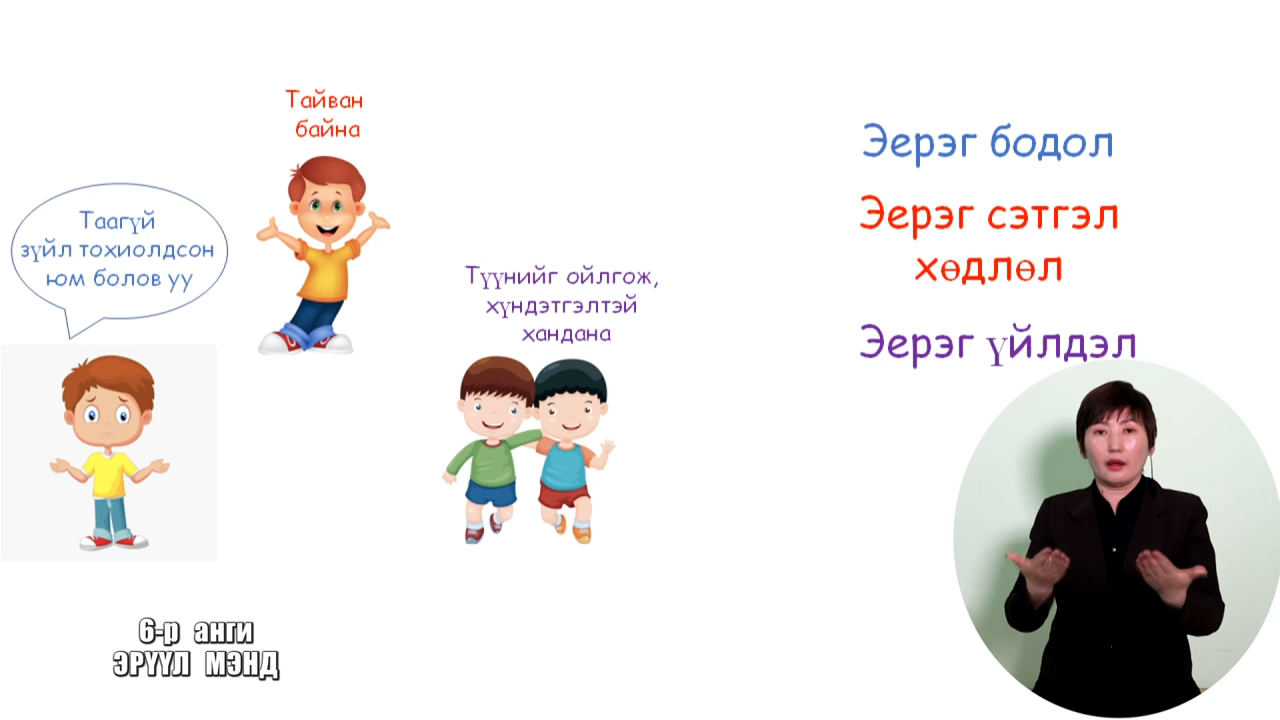 Тайван
байна
Таагүй
зүйл тохиолдсон
юм болов уу
Түүнийг ойлгож,
хүндэтгэлтэй
хандана
Эерэг бодол
Эерэг сэтгэл
хөдлөл
Эерэг үйлдэл
6-р анги
ЭРҮҮЛ МЭНД